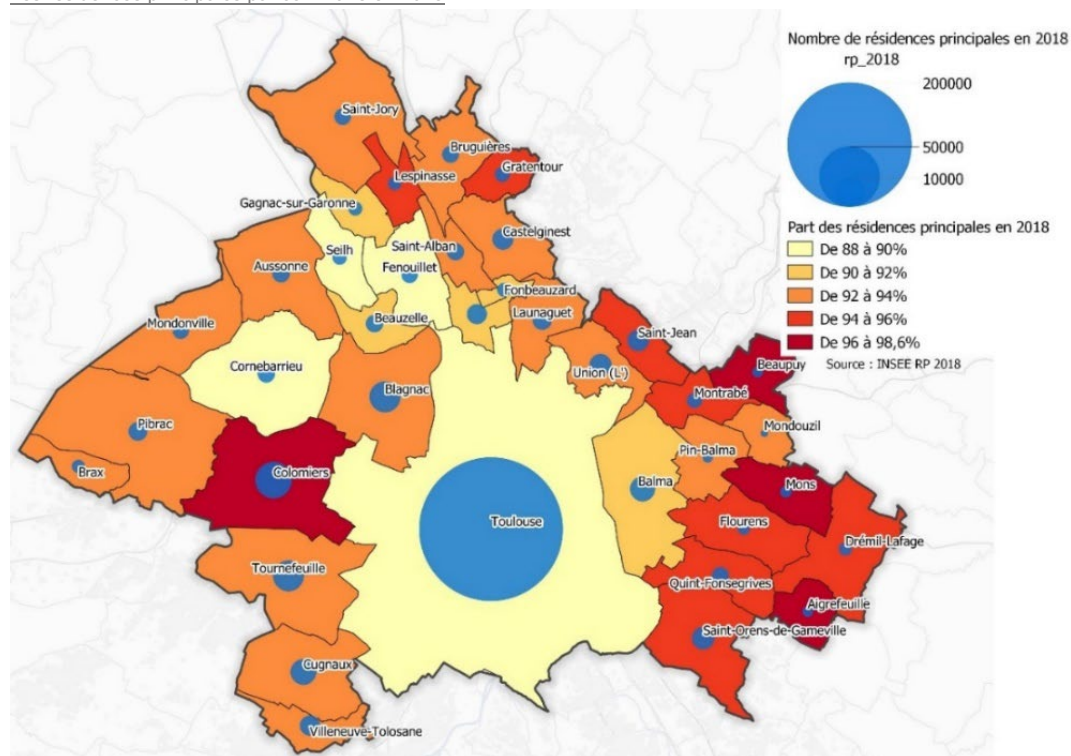 Nombre de résidences principales en 2018
rp_2018
200000
50000
10000
Part des résidences principales en 2018
De 88 à 90%
De 90 à 92%
De 92 à 94%
De 94 à 96%
De 96 à 98,6%
Source : INSEE RP 2018
Saint-Jory
Bruguières
Gratentour
Lespinasse
Gagnac-sur-Garonne
Castelginest
Saint-Alban
Seilh
Fenouillet
Aussonne
Fonbeauzard
Launaguet
Beauzelle
Mondonville
Saint-Jean
Beaupuy
Cornebarrieu
Union (L')
Blagnac
Montrabé
Pibrac
Mondouzil
Pin-Balma
Brax
Colomiers
Balma
Mons
Toulouse
Flourens
Drémil-Lafage
Tournefeuille
Quint-Fonsegrives
Aigrefeuille
Saint-Orens-de-Gameville
Cugnaux
Villeneuve-Tolosane